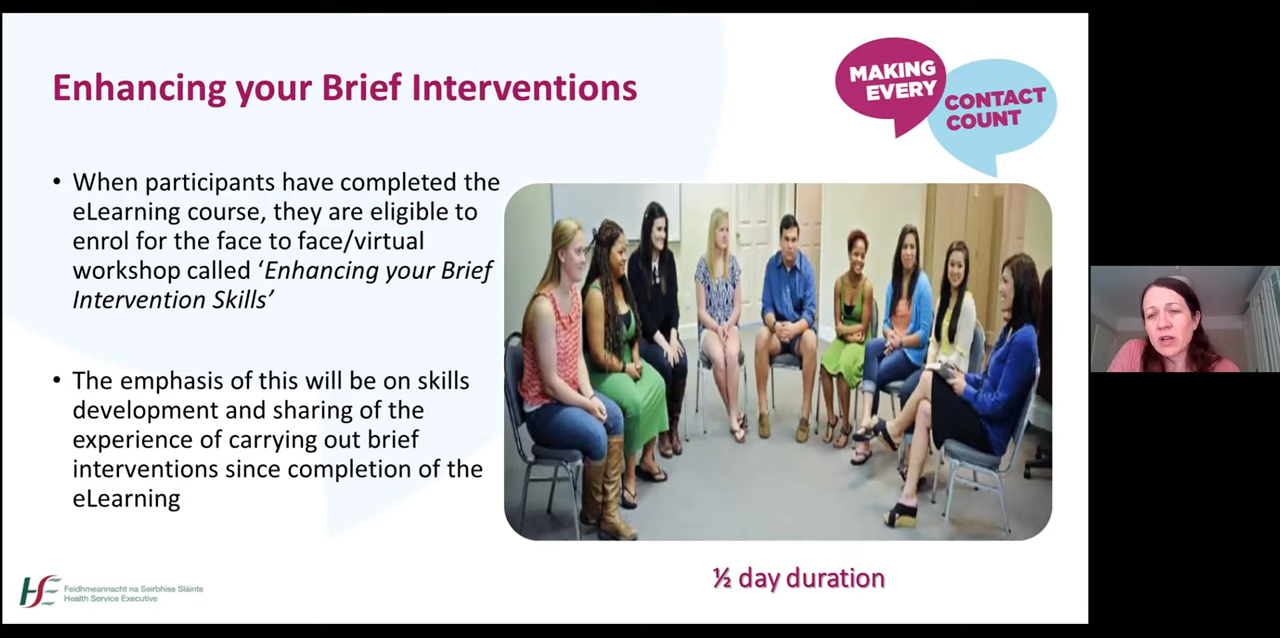 Enhancing your Brief Interventions
MAKING
EVERY
CONTACT
COUNT
• When participants have completed the
eLearning course, they are eligible to
enrol for the face to face/virtual
workshop called ‘Enhancing your Brief
Intervention Skills’
• The emphasis of this will be on skills
development and sharing of the
experience of carrying out brief
interventions since completion of the
eLearning
½ day duration
HSE
Feidhmeannacht na Seirbhíse Sláinte
Health Service Executive